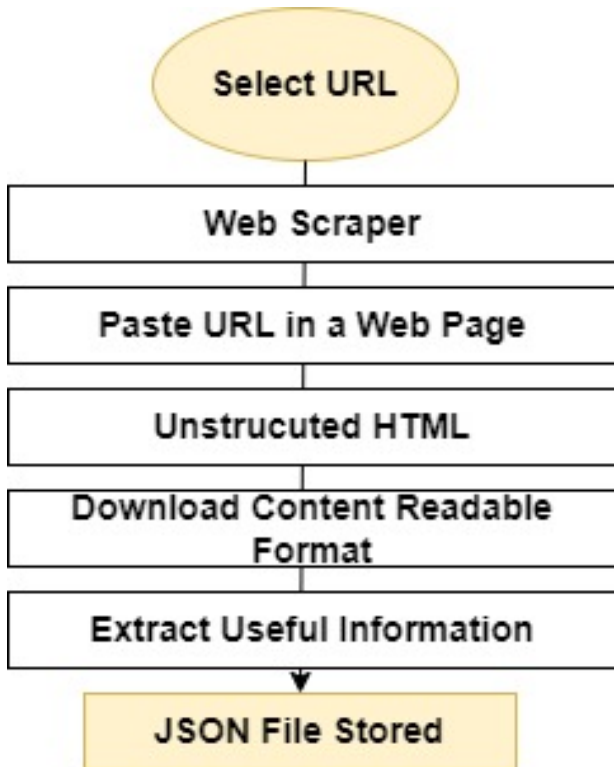 Select URL
Web Scraper
Paste URL in a Web Page
Unstrucuted HTML
Download Content Readable
Format
Extract Useful Information
JSON File Stored